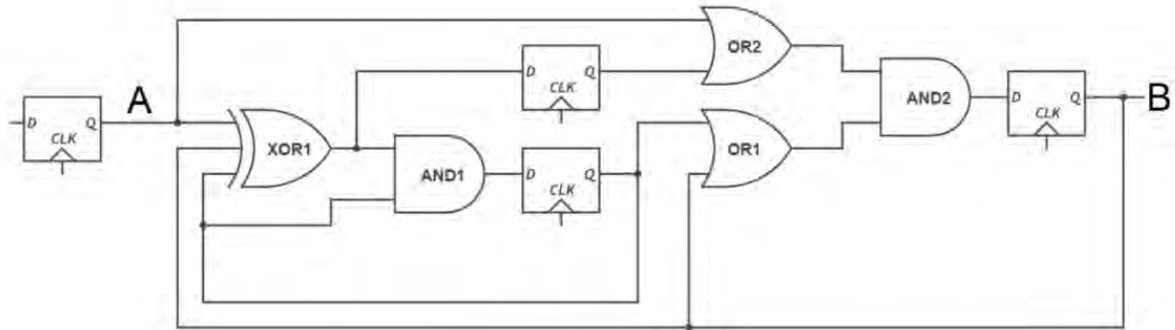 OR2
D Q
CLK
A
B
AND2
D Q
CLK
D Q
CLK
XOR1
OR1
AND1
D Q
CLK